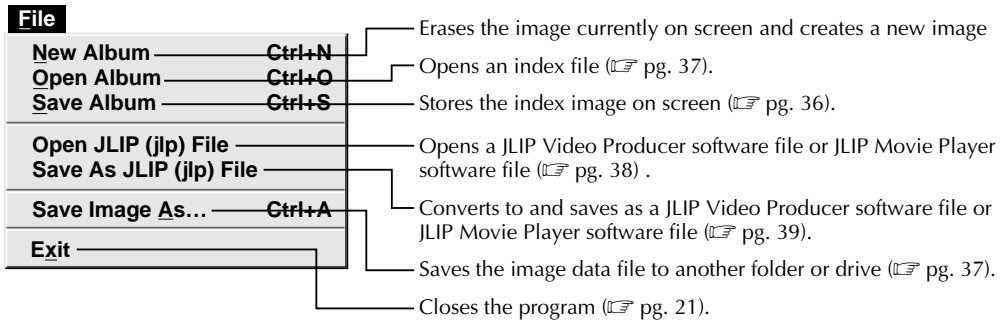 File
New Album Ctrl+N
Open Album Ctrl+O
Save Album Ctrl+S
Open JLIP (jlp) File
Save As JLIP (jlp) File
Save Image As... Ctrl+A
Exit
Erases the image currently on screen and creates a new image
Opens an index file (☞ pg. 37).
Stores the index image on screen (☞ pg. 36).
Opens a JLIP Video Producer software file or JLIP Movie Player
software file (☞ pg. 38) .
Converts to and saves as a JLIP Video Producer software file or
JLIP Movie Player software file (☞ pg. 39).
Saves the image data file to another folder or drive (☞ pg. 37).
Closes the program (☞ pg. 21).